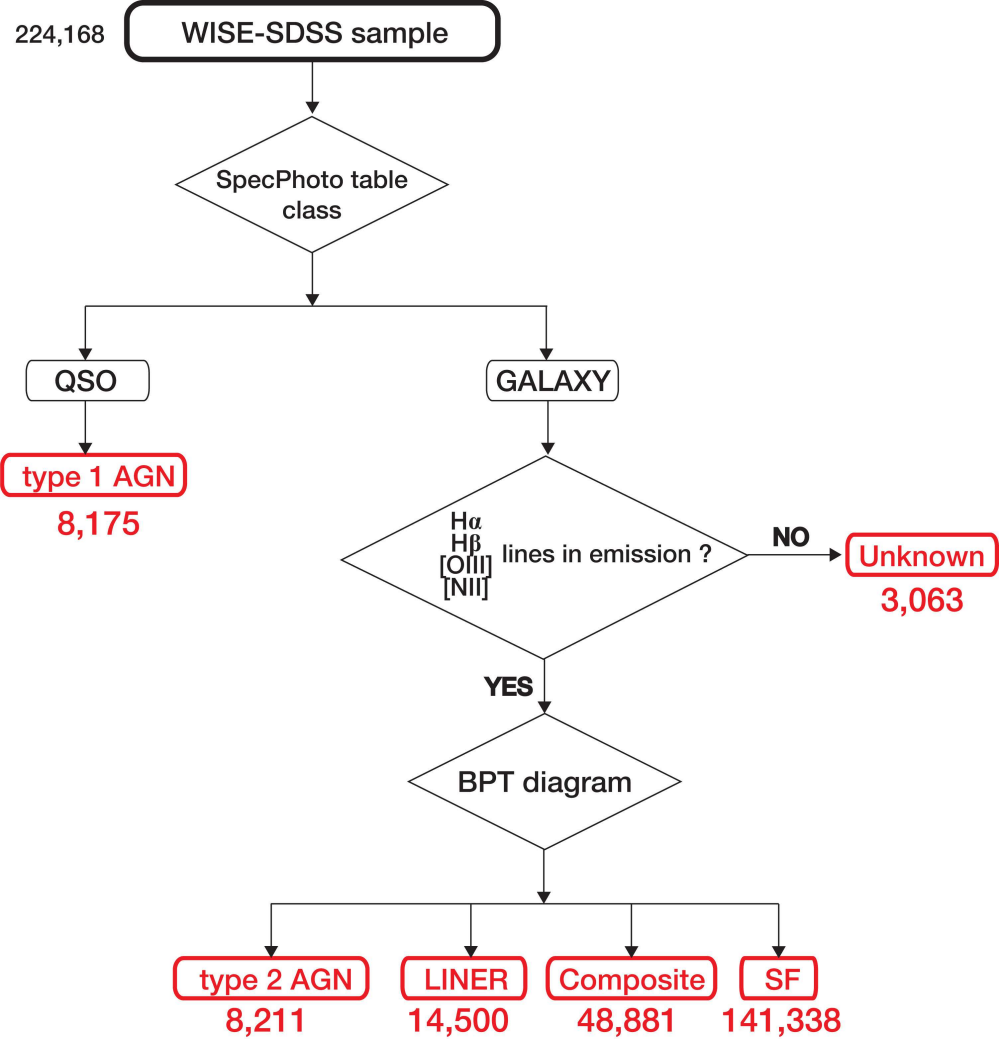 224,168
WISE-SDSS sample
SpecPhoto table
class
QSO
GALAXY
type 1 AGN
8,175
Hα
Hβ
[OIII]
[NII]
lines in emission ?
NO
Unknown
3,063
YES
BPT diagram
type 2 AGN
LINER
Composite
SF
8,211
14,500
48,881
141,338